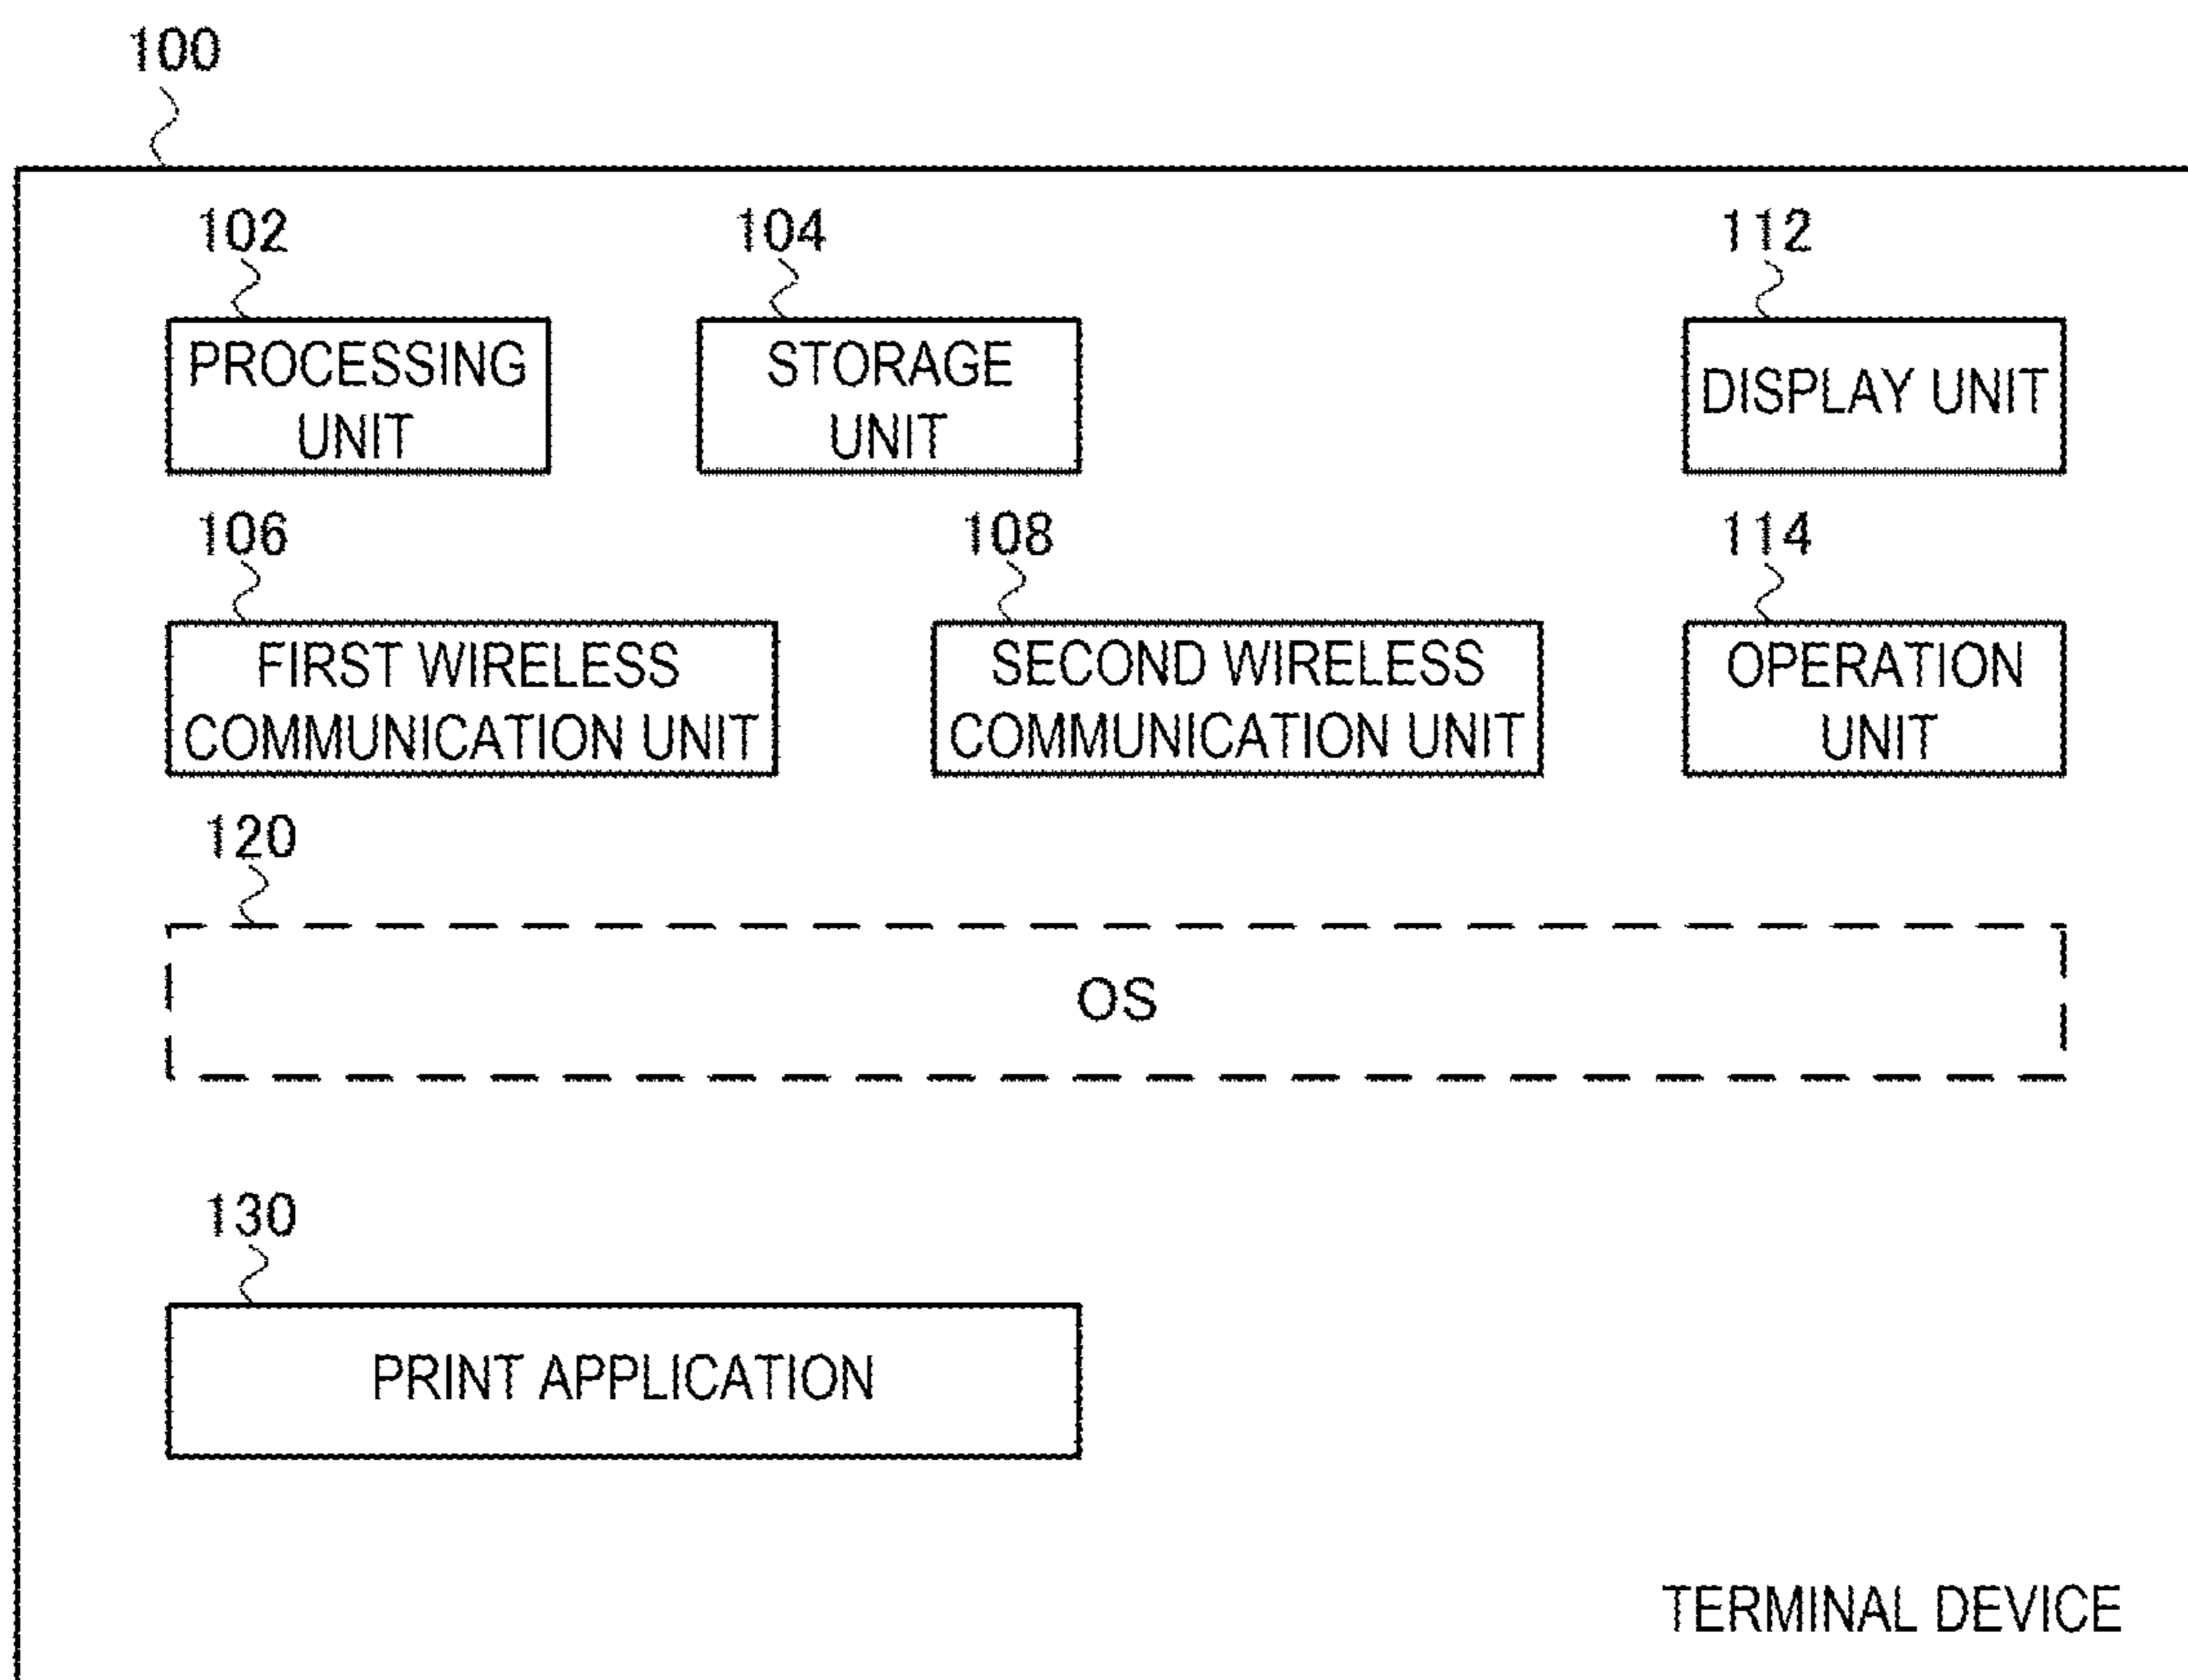 100
102
104
112
PROCESSING
UNIT
STORAGE
UNIT
DISPLAY UNIT
106
108
114
FIRST WIRELESS
COMMUNICATION UNIT
SECOND WIRELESS
COMMUNICATION UNIT
OPERATION
UNIT
120
OS
130
PRINT APPLICATION
TERMINAL DEVICE